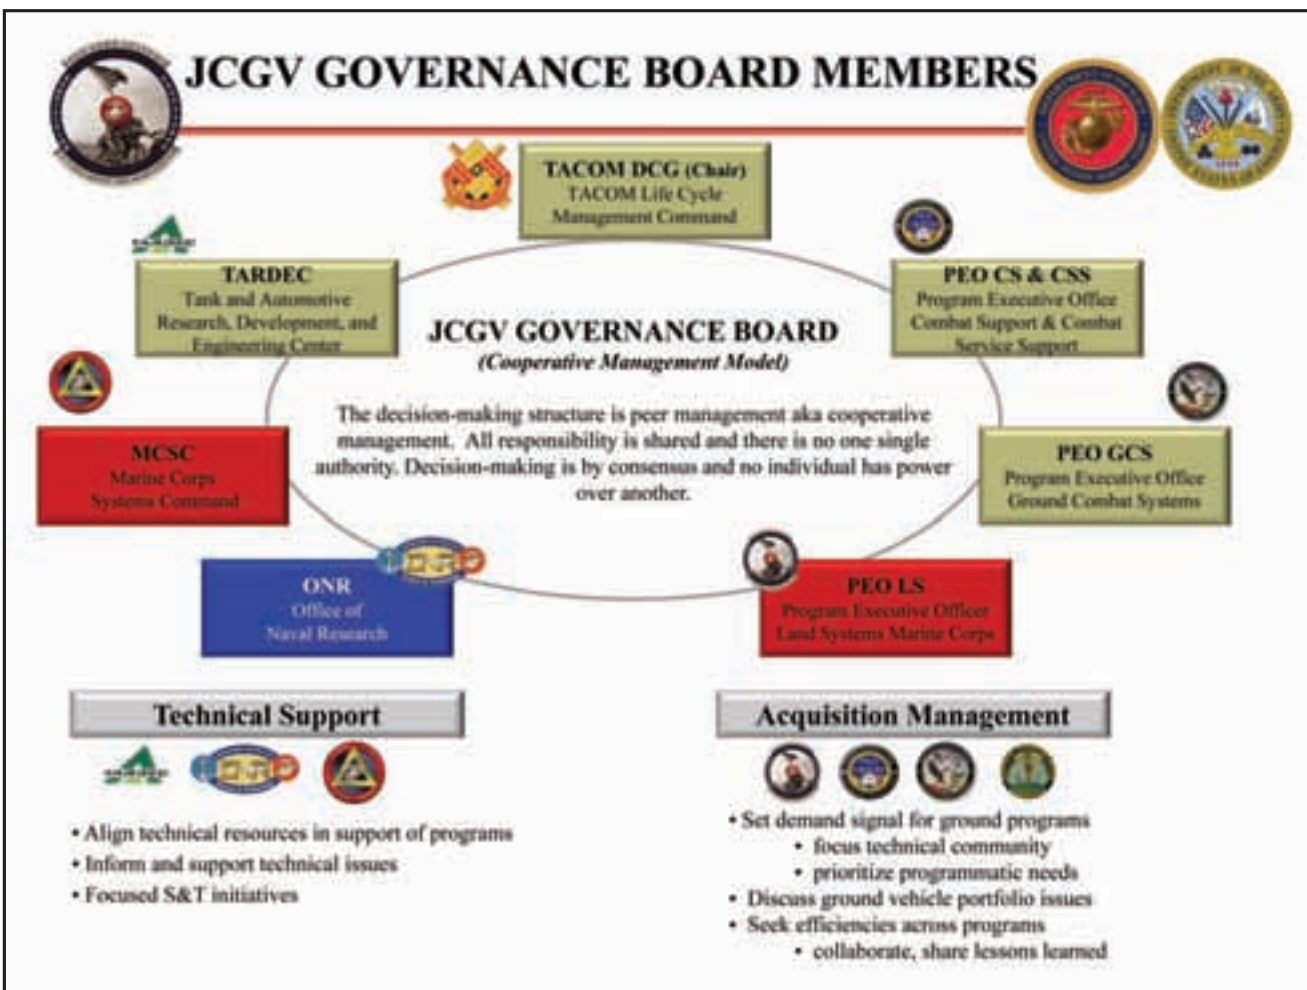 JCGV GOVERNANCE BOARD MEMBERS
TACOM DCG (Chair)
TACOM Life Cycle
Management Command
TARDEC
Tank and Automotive
Research, Development, and
Engineering Center
PEO CS & CSS
Program Executive Office
Combat Support & Combat
Service Support
JCGV GOVERNANCE BOARD
(Cooperative Management Model)
The decision-making structure is peer management aka cooperative
management. All responsibility is shared and there is no one single
authority. Decision-making is by consensus and no individual has power
over another.
MCSC
Marine Corps
Systems Command
PEO GCS
Program Executive Office
Ground Combat Systems
ONR
Office of
Naval Research
PEO LS
Program Executive Officer
Land Systems Marine Corps
Technical Support
• Align technical resources in support of programs
• Inform and support technical issues
• Focused S&T initiatives
Acquisition Management
• Set demand signal for ground programs
• focus technical community
• prioritize programmatic needs
• Discuss ground vehicle portfolio issues
• Seek efficiencies across programs
• collaborate, share lessons learned